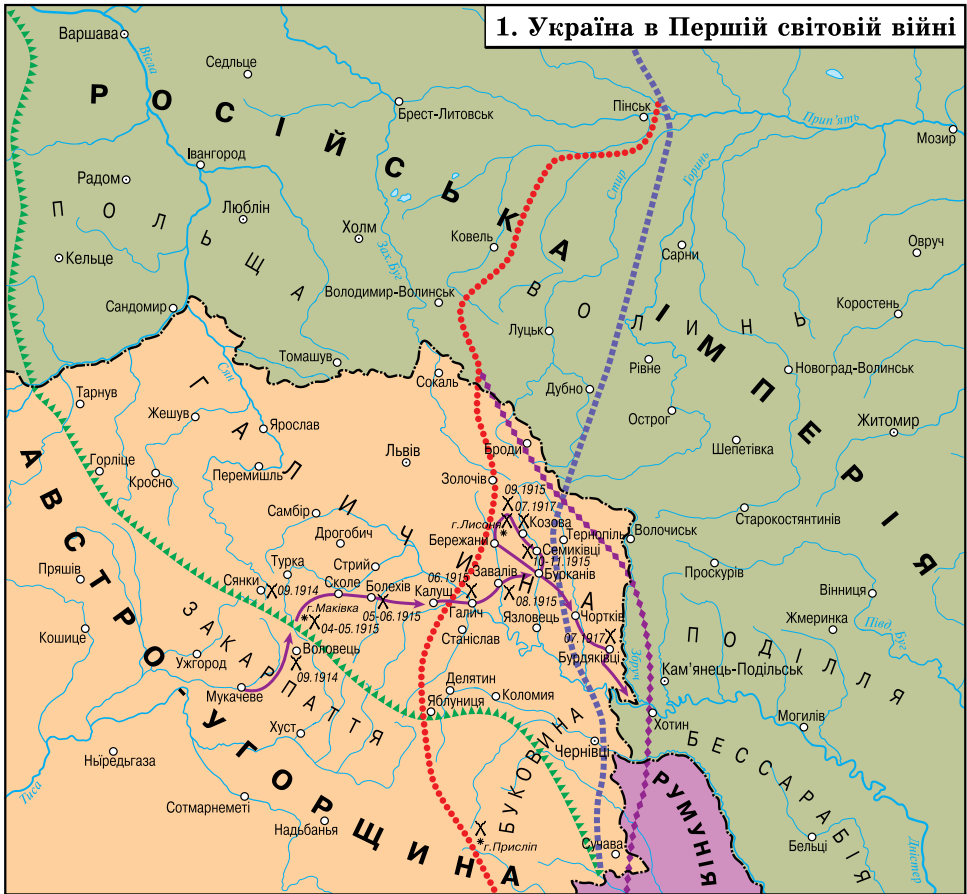 1. Україна в Першій світовій війні
Варшава
Вісла
Седльце
РОСІЙСЬКА ІМПЕРІЯ
Брест-Литовськ
Пінськ
Прип'ять
Мозир
Івангород
Стир
Горинь
Радом
ПОЛЬЩА
Люблін
Холм
Ковель
Зах.Буг
Сарни
Овруч
Кельце
Сандомир
Володимир-Волинськ
ВОЛИНЬ
Луцьк
Коростень
Томашув
Сокаль
Рівне
Новоград-Волинськ
Дубно
Тарнув
Сян
ГАЛИЧИНА
Жешув
Ярослав
Острог
Житомир
Шепетівка
АВСТРО-УГОРЩИНА
Горліце
Кросно
Перемишль
Львів
Броди
Золочів
09.1915
07.1917
Старокостянтинів
Самбір
Дрогобич
г.Лисоня
Козова
Бережани
Тернопіль
Волочиськ
Семиківці
10-11.1915
Пряшів
Турка
Стрий
Сянки
09.1914
Сколе
Болехів
06.1915
Калуш
Завалів
Бурканів
Проскурів
Вінниця
г.Маківка
04-05.1915
05-06.1915
Галич
08.1915
Язловець
Чортків
Жмеринка
Півд. Буг
Кошице
ЗАКАРПАТТЯ
Станіслав
07.1917
Бурдяківці
Збруч
ПОДІЛЛЯ
Ужгород
Воловець
09.1914
Кам'янець-Подільськ
Мукачеве
Делятин
Коломия
Яблуниця
Хотин
Могилів
Хуст
БУКОВИНА
Чернівці
БЕССАРАБІЯ
Ньїредьгаза
Тиса
РУМУНІЯ
Сотмарнеметі
Надьбанья
г.Присліп
Сучава
Бельці
Дністер